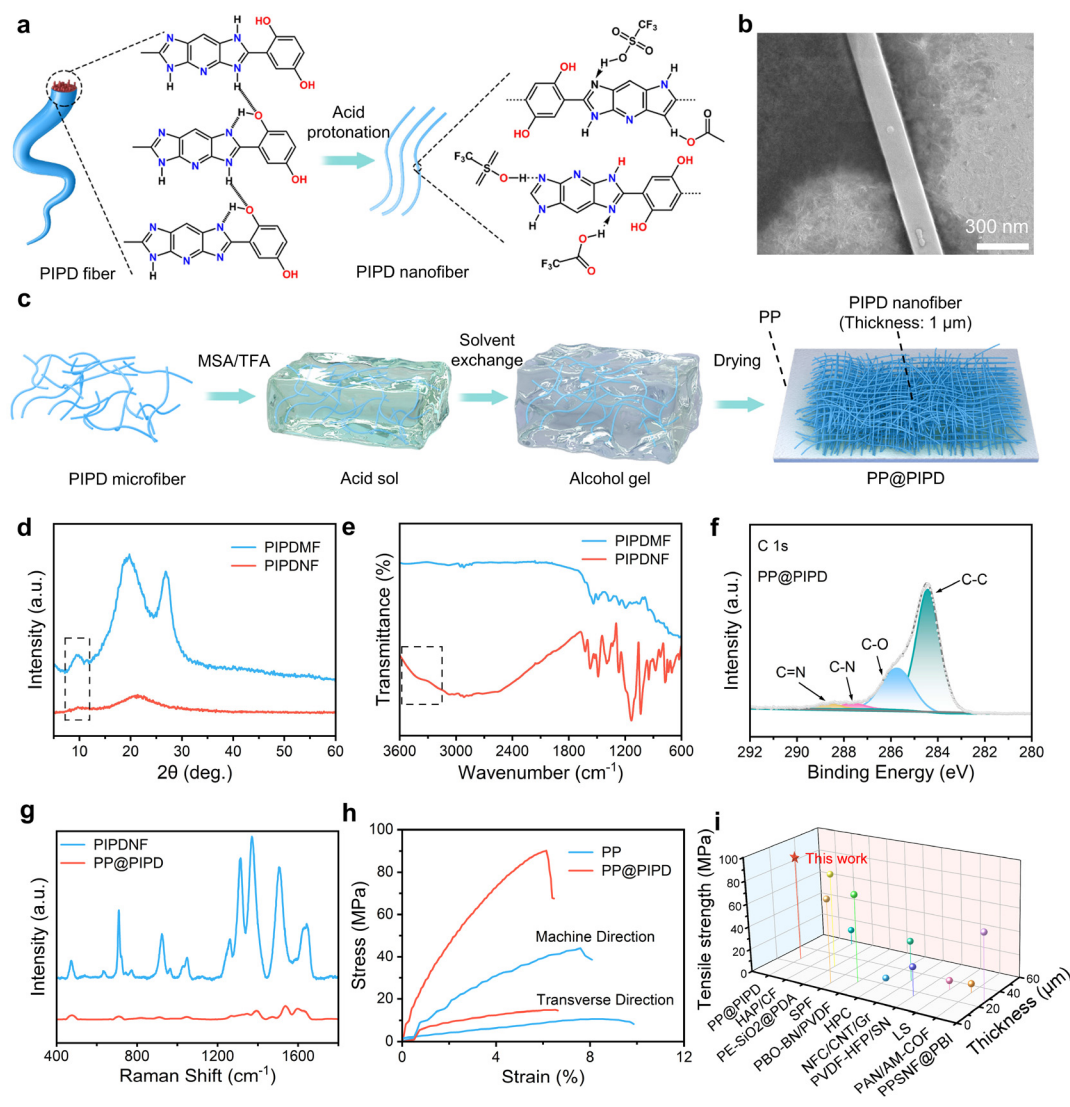 a
PIPD fiber
N
H
N
N
N
H
N
HO
OH
N
H
N
N
N
H
N
H
O
OH
N
H
N
N
N
H
N
H
O
OH
Acid
protonation
PIPD nanofiber
CF₃
O
S
O
O
H
OH
HO
N
N
H
N
N
H
H
O
O
F₃C
S
O
H
N
N
H
N
H
N
N
OH
HO
H
O
F₃C
O
b
300 nm
c
PIPD microfiber
MSA/TFA
Acid sol
Solvent
exchange
Alcohol gel
Drying
PP
PIPD nanofiber
(Thickness: 1 μm)
PP@PIPD
d
Intensity (a.u.)
PIPDMF
PIPDNF
10 20 30 40 50 60
2θ (deg.)
e
Transmittance (%)
PIPDMF
PIPDNF
3600 3000 2400 1800 1200 600
Wavenumber (cm⁻¹)
f
C 1s
PP@PIPD
Intensity (a.u.)
C=N
C-N
C-O
C-C
292 290 288 286 284 282 280
Binding Energy (eV)
g
Intensity (a.u.)
PIPDNF
PP@PIPD
400 800 1200 1600
Raman Shift (cm⁻¹)
h
Stress (MPa)
100
80
60
40
20
0
PP
PP@PIPD
Machine Direction
Transverse Direction
0 2 4 6 8 10 12
Strain (%)
i
Tensile strength (MPa)
100
80
60
40
20
0
This work
PP@PIPD
HAP/CF
PE-SiO2@PDA
SPF
PBO-BN/PVDF
HPC
NFC/CNT/Gr
PVDF-HFP/SN
LS
PAN/AM-COF
PPSNF@PBI
0
20
40
60
Thickness (μm)